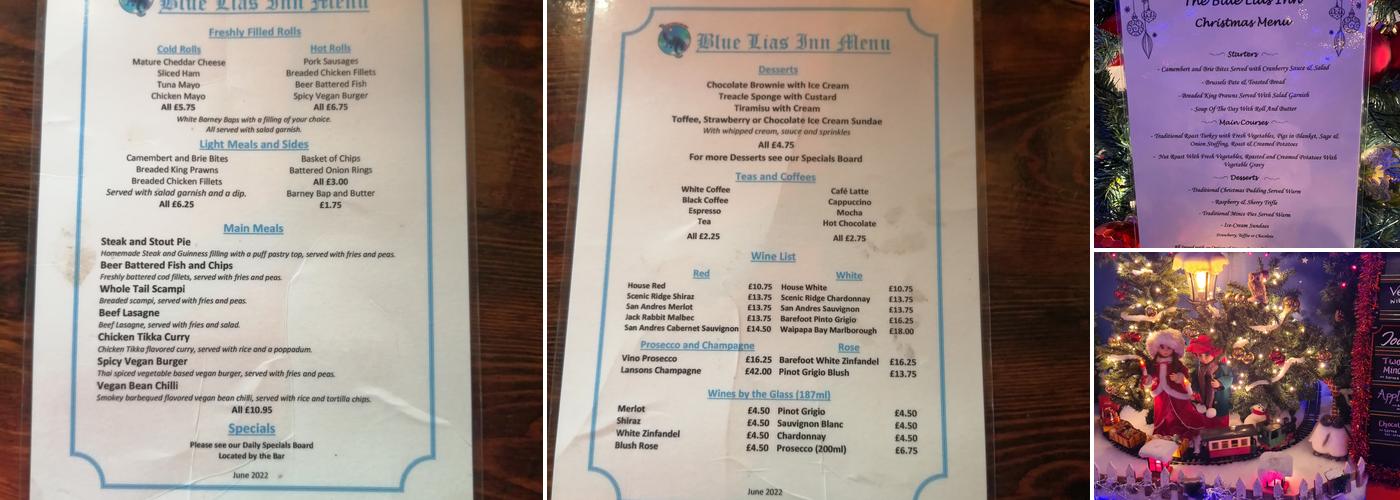 Blue Lias Inn Menu
Freshly Filled Rolls
Cold Rolls
Mature Cheddar Cheese
Sliced Ham
Tuna Mayo
Chicken Mayo
All £5.75
Hot Rolls
Pork Sausages
Breaded Chicken Fillets
Beer Battered Fish
Spicy Vegan Burger
All £6.75
White Barney Baps with a filling of your choice.
All served with salad garnish.
Light Meals and Sides
Camembert and Brie Bites
Breaded King Prawns
Breaded Chicken Fillets
Served with salad garnish and a dip.
All £6.25
Basket of Chips
Battered Onion Rings
All £3.00
Barney Bap and Butter
£1.75
Main Meals
Steak and Stout Pie
Homemade Steak and Guinness filling with a puff pastry top, served with fries and peas.
Beer Battered Fish and Chips
Freshly battered cod fillets, served with fries and peas.
Whole Tail Scampi
Breaded scampi, served with fries and peas.
Beef Lasagne
Beef Lasagne, served with fries and salad.
Chicken Tikka Curry
Chicken Tikka flavored curry, served with rice and a poppadum.
Spicy Vegan Burger
Thai spiced vegetable based vegan burger, served with fries and peas.
Vegan Bean Chilli
Smokey barbequed flavored vegan bean chilli, served with rice and tortilla chips.
All £10.95
Specials
Please see our Daily Specials Board
Located by the Bar
June 2022
Blue Lias Inn Menu
Desserts
Chocolate Brownie with Ice Cream
Treacle Sponge with Custard
Tiramisu with Cream
Toffee, Strawberry or Chocolate Ice Cream Sundae
With whipped cream, sauce and sprinkles
All £4.75
For more Desserts see our Specials Board
Teas and Coffees
White Coffee
Black Coffee
Espresso
Tea
All £2.25
Café Latte
Cappuccino
Mocha
Hot Chocolate
All £2.75
Wine List
Red
House Red £10.75
Scenic Ridge Shiraz £13.75
San Andres Merlot £13.75
Jack Rabbit Malbec £13.75
San Andres Cabernet Sauvignon £14.50
White
House White £10.75
Scenic Ridge Chardonnay £13.75
San Andres Sauvignon £13.75
Barefoot Pinto Grigio £16.25
Waipapa Bay Marlborough £18.00
Prosecco and Champagne
Vino Prosecco £16.25
Lansons Champagne £42.00
Rose
Barefoot White Zinfandel £16.25
Pinot Grigio Blush £13.75
Wines by the Glass (187ml)
Merlot £4.50
Shiraz £4.50
White Zinfandel £4.50
Blush Rose £4.50
Pinot Grigio £4.50
Sauvignon Blanc £4.50
Chardonnay £4.50
Prosecco (200ml) £6.75
June 2022
The Blue Lias Inn
Christmas Menu
Starters
- Camembert and Brie Bites Served with Cranberry Sauce & Salad
- Brussels Pate & Toasted Bread
- Breaded King Prawns Served With Salad Garnish
- Soup Of The Day With Roll And Butter
Main Courses
- Traditional Roast Turkey with Fresh Vegetables, Pigs in Blanket, Sage &
Onion Stuffing, Roast & Creamed Potatoes
- Nut Roast With Fresh Vegetables, Roasted and Creamed Potatoes With
Vegetable Gravy
Desserts
- Traditional Christmas Pudding Served Warm
- Raspberry & Sherry Trifle
- Traditional Mince Pies Served Warm
- Ice-Cream Sundaes
Strawberry, Toffee or Chocolate